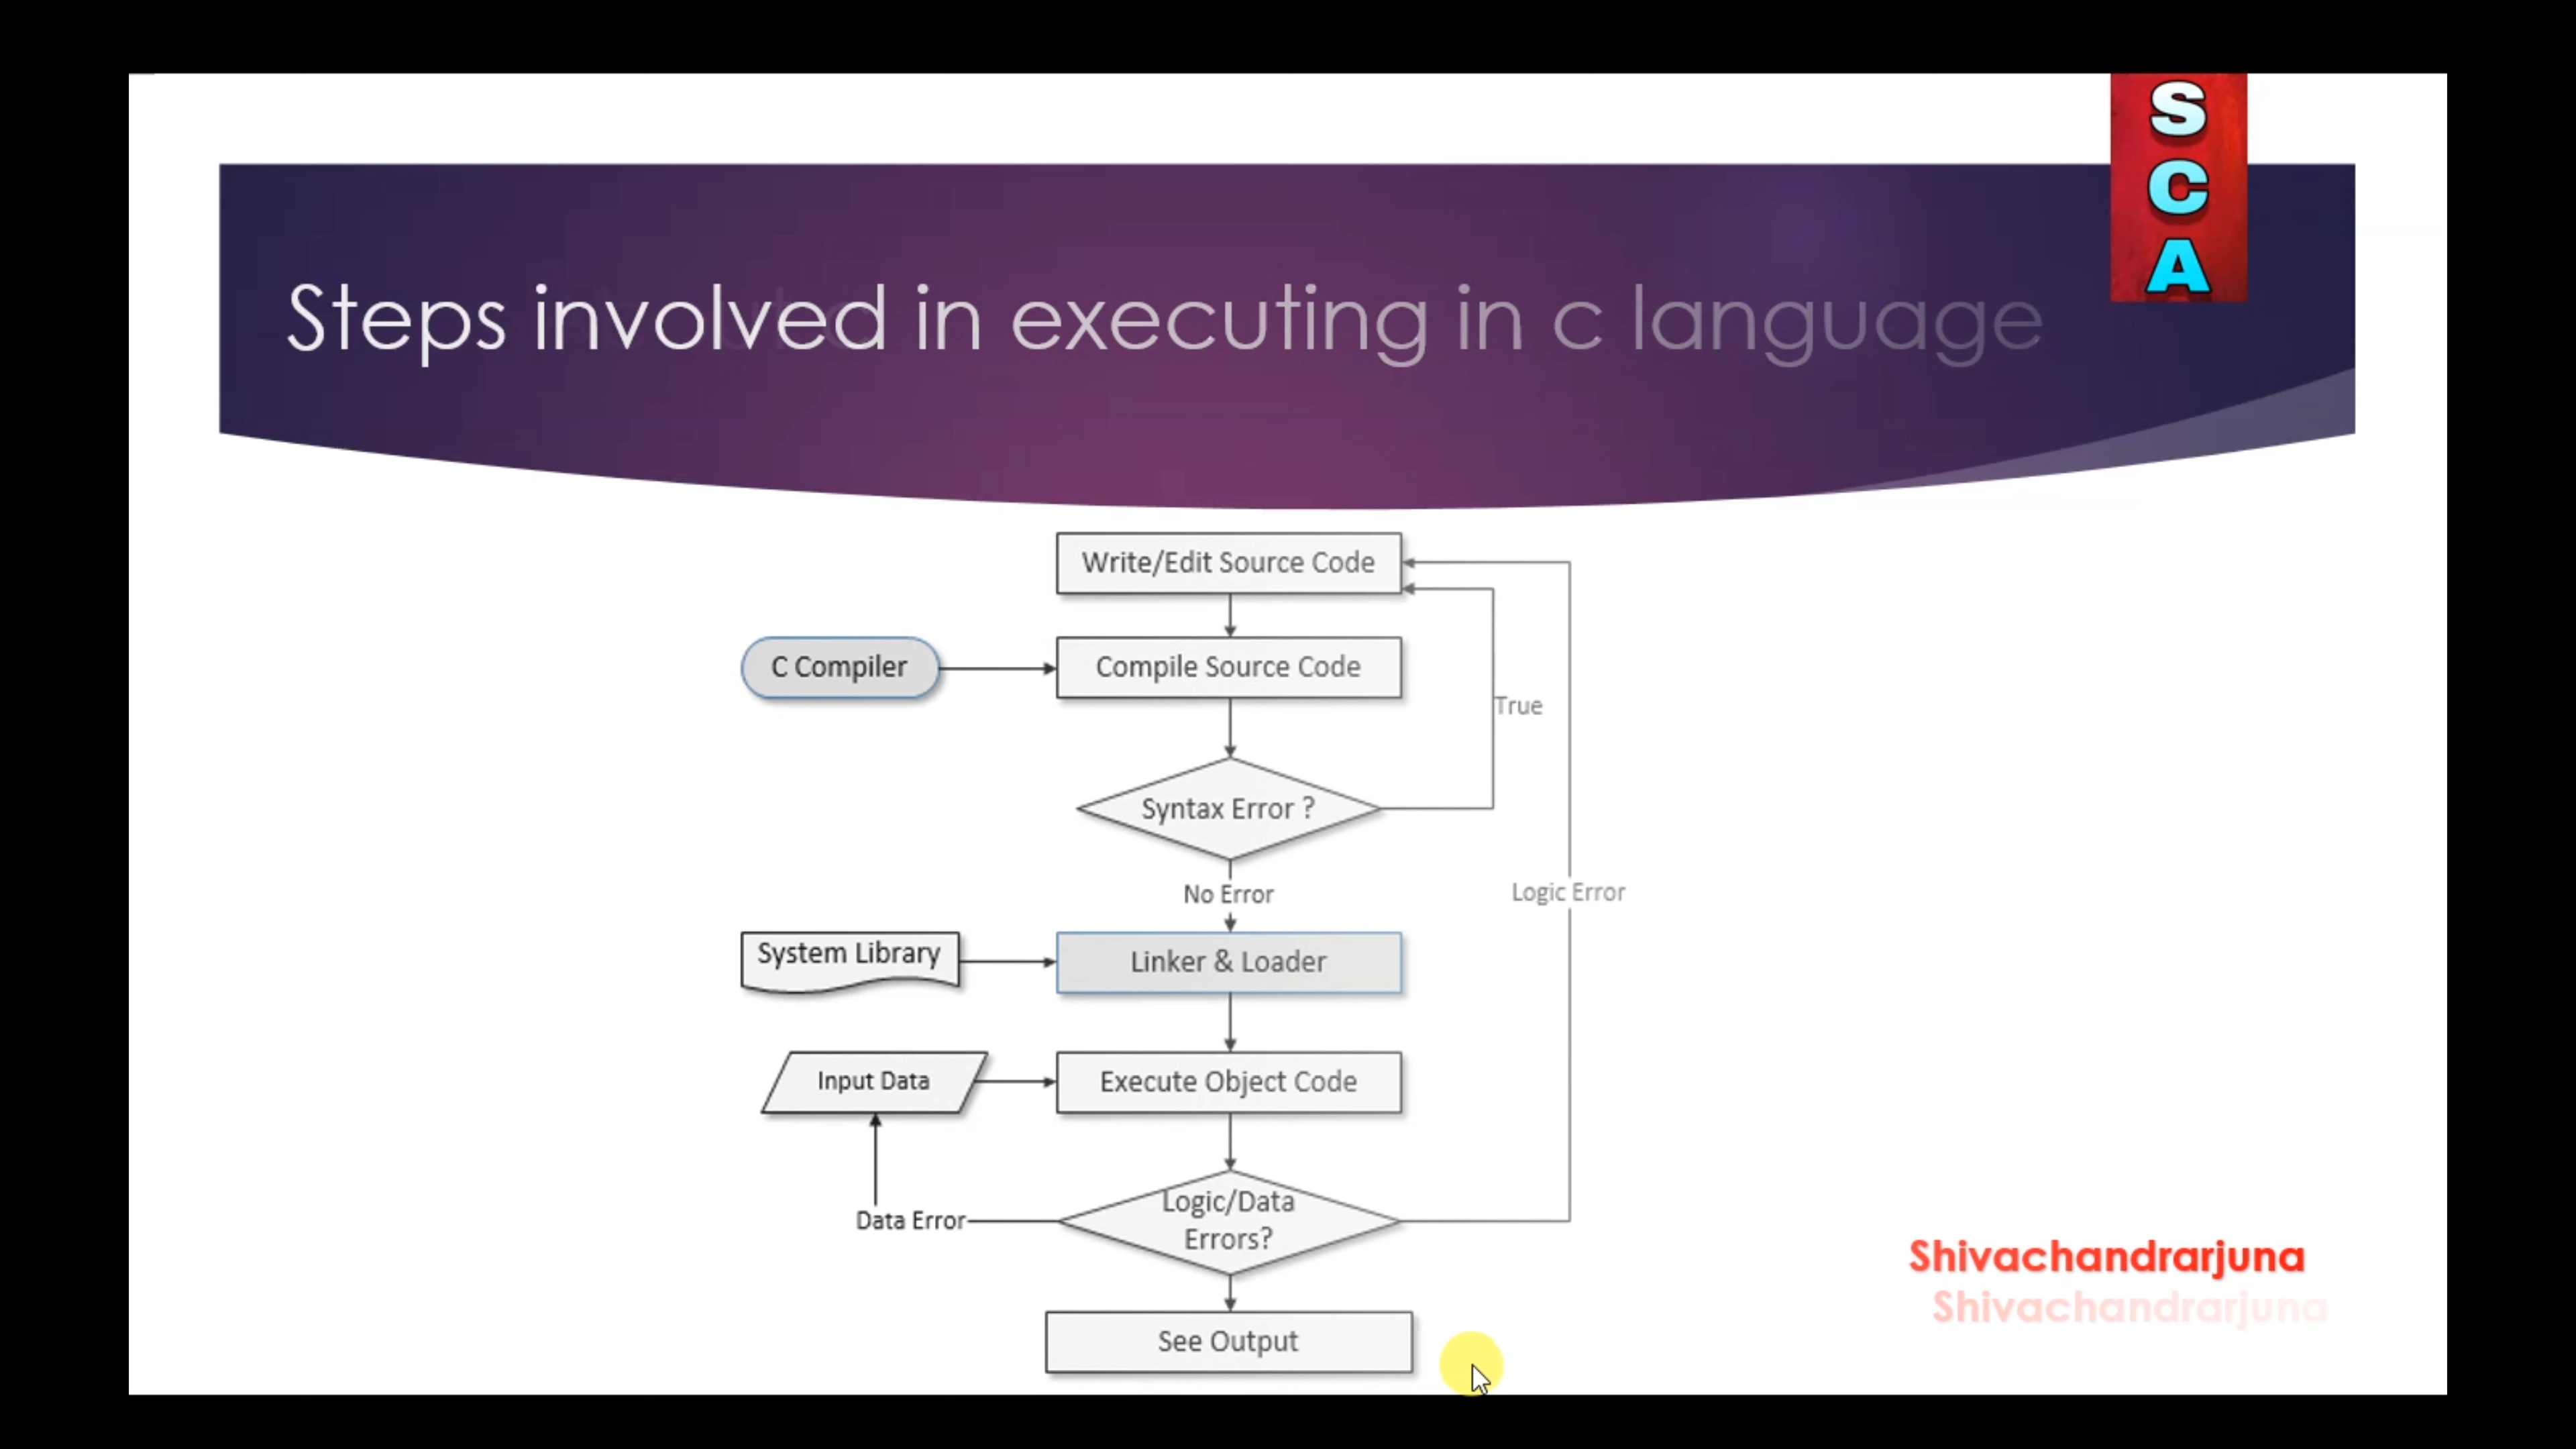 S
C
A
Steps involved in executing in c language
Write/Edit Source Code
C Compiler
Compile Source Code
True
Syntax Error ?
No Error
Logic Error
System Library
Linker & Loader
Input Data
Execute Object Code
Logic/Data
Errors?
Data Error
See Output
Shivachandrarjuna
Shivachandrarjuna